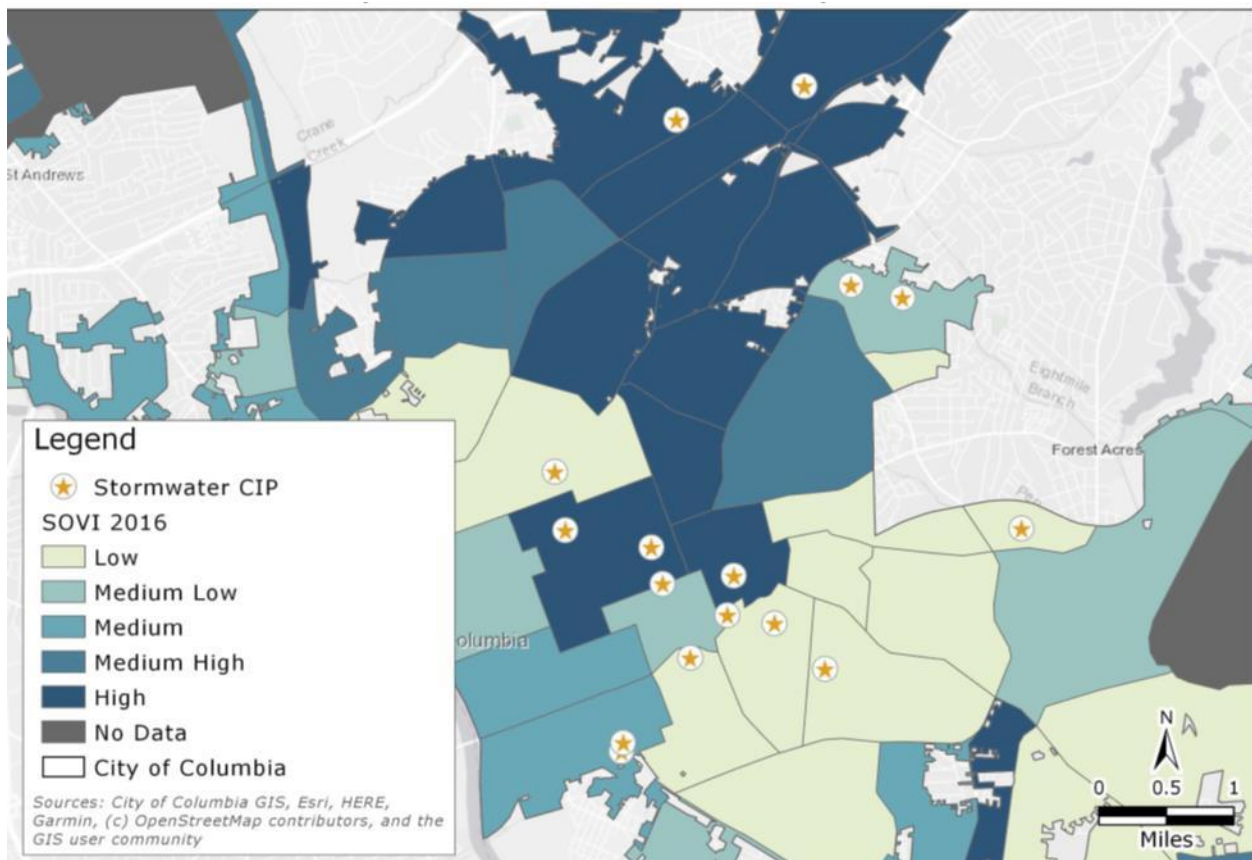 Crane
Creek
St Andrews
Eightmile
Branch
Forest Acres
Legend
Stormwater CIP
SOVI 2016
Low
Medium Low
Medium
Medium High
High
No Data
City of Columbia
Sources: City of Columbia GIS, Esri, HERE,
Garmin, (c) OpenStreetMap contributors, and the
GIS user community
olumbia
N
0 0.5 1
Miles